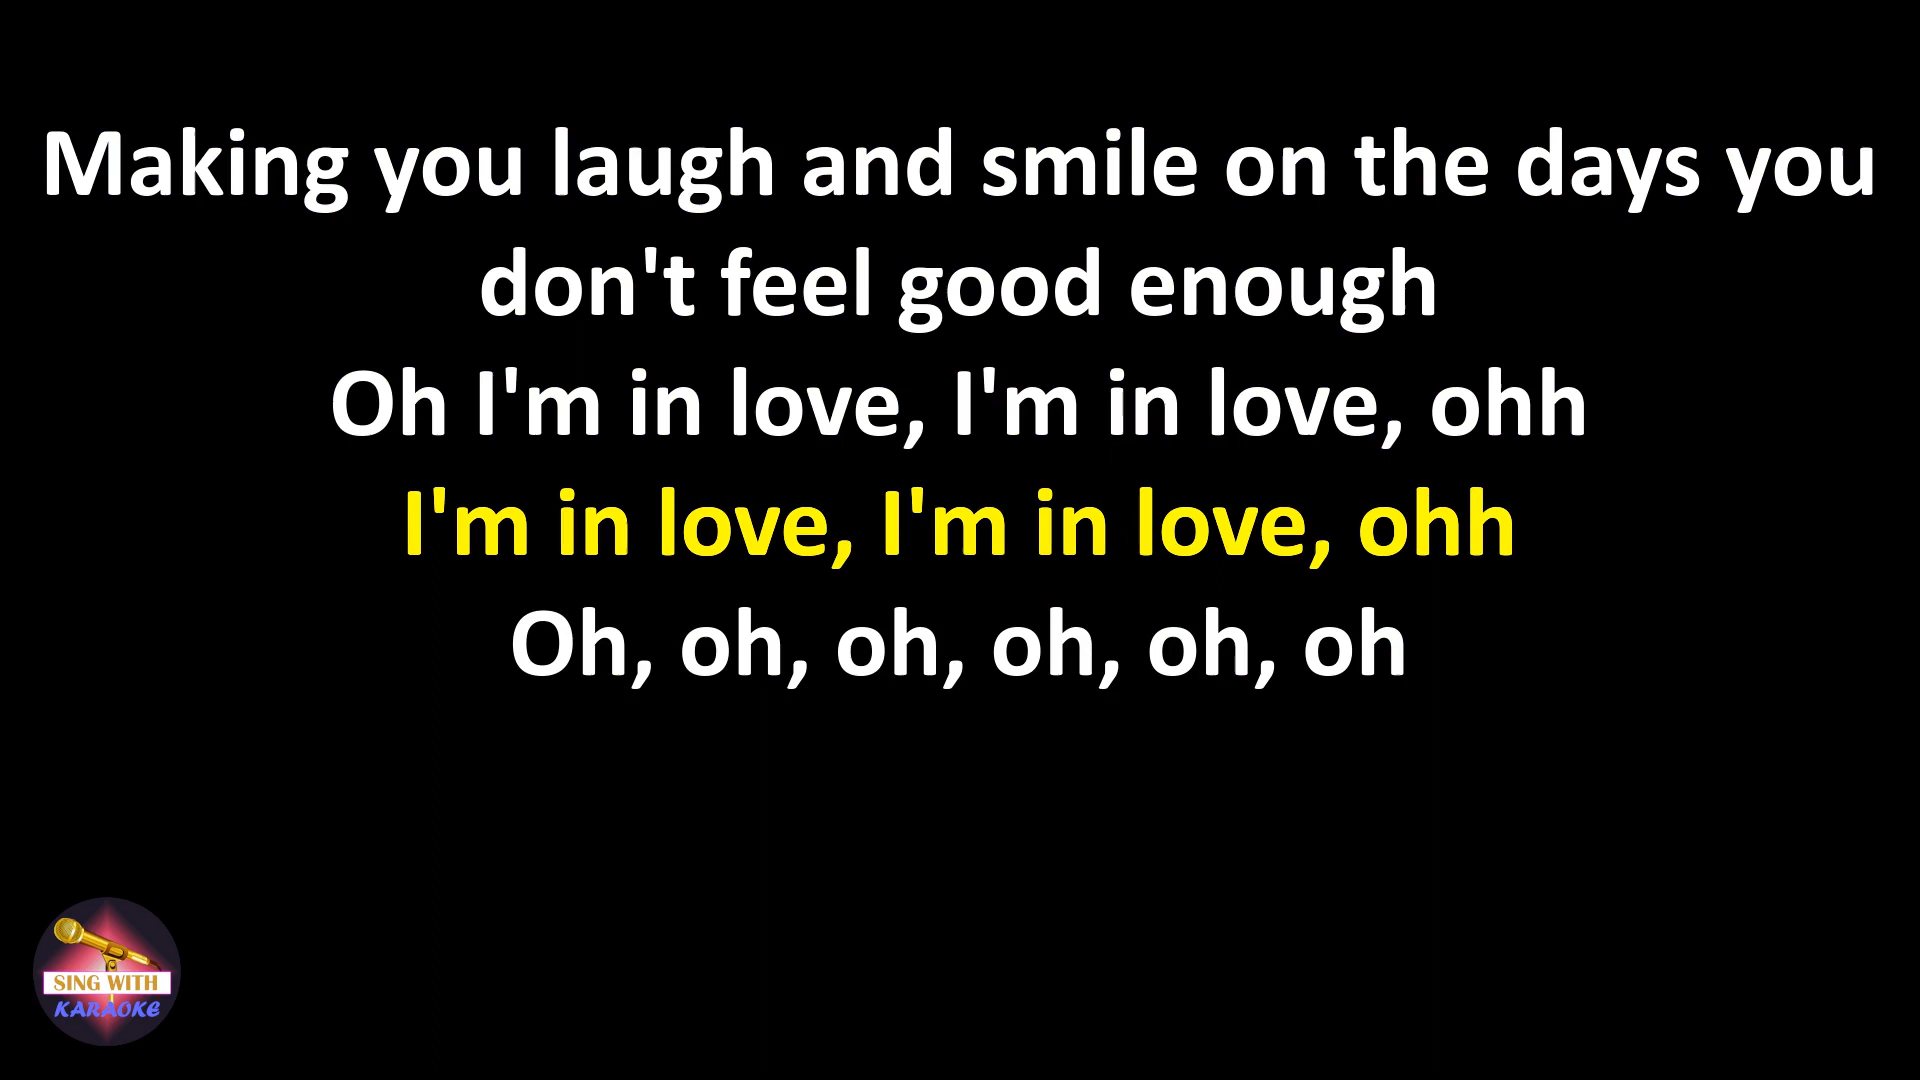 Making you laugh and smile on the days you
don't feel good enough
Oh I'm in love, I'm in love, ohh
I'm in love, I'm in love, ohh
Oh, oh, oh, oh, oh, oh
SING WITH
KARAOKE